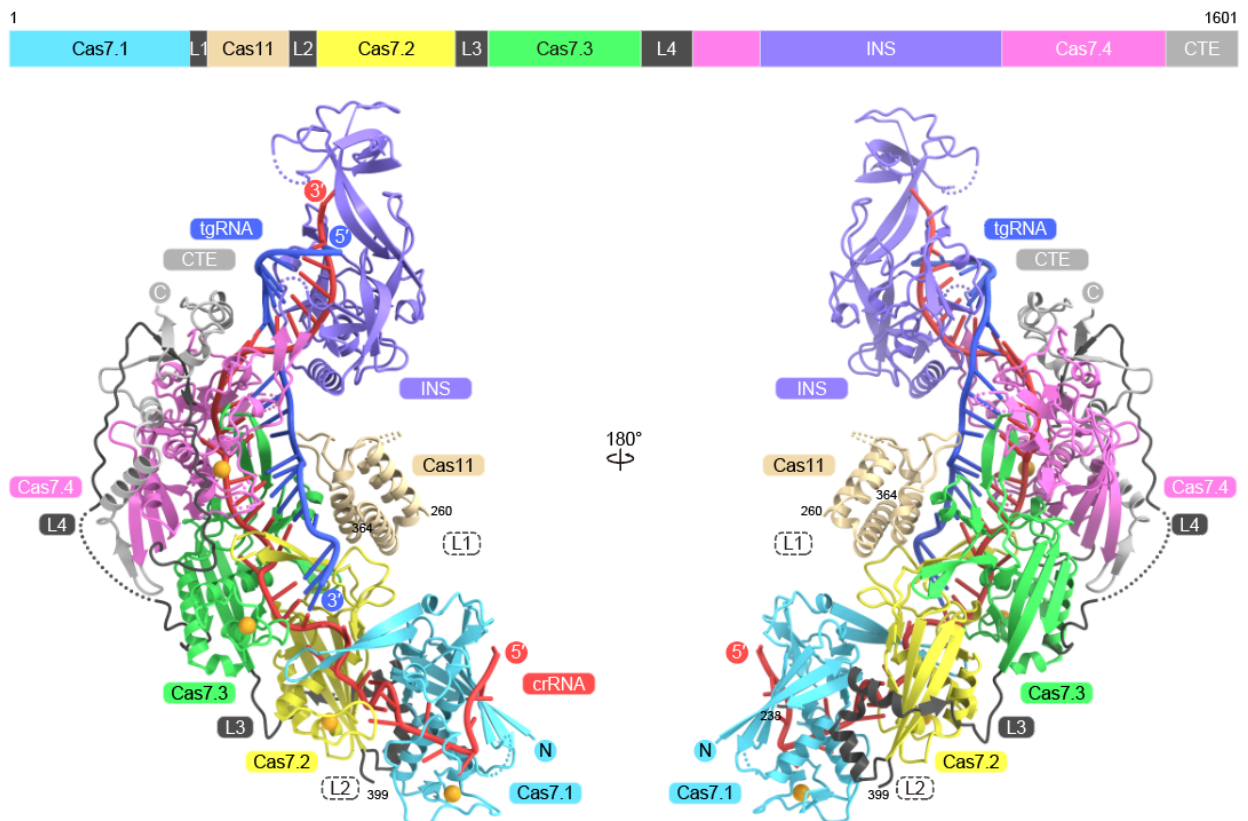 1 1601
Cas7.1 L1 Cas11 L2 Cas7.2 L3 Cas7.3 L4 INS Cas7.4 CTE
3′
tgRNA 5′
CTE
C
INS
Cas11
Cas7.4
364 260
L4
L1
3′
5′
crRNA
Cas7.3
L3
N
Cas7.2
L2
399
Cas7.1
180°
tgRNA
CTE
C
INS
Cas11
364
Cas7.4
260
L4
L1
5′
Cas7.3
238
L3
N
Cas7.2
L2
399
Cas7.1